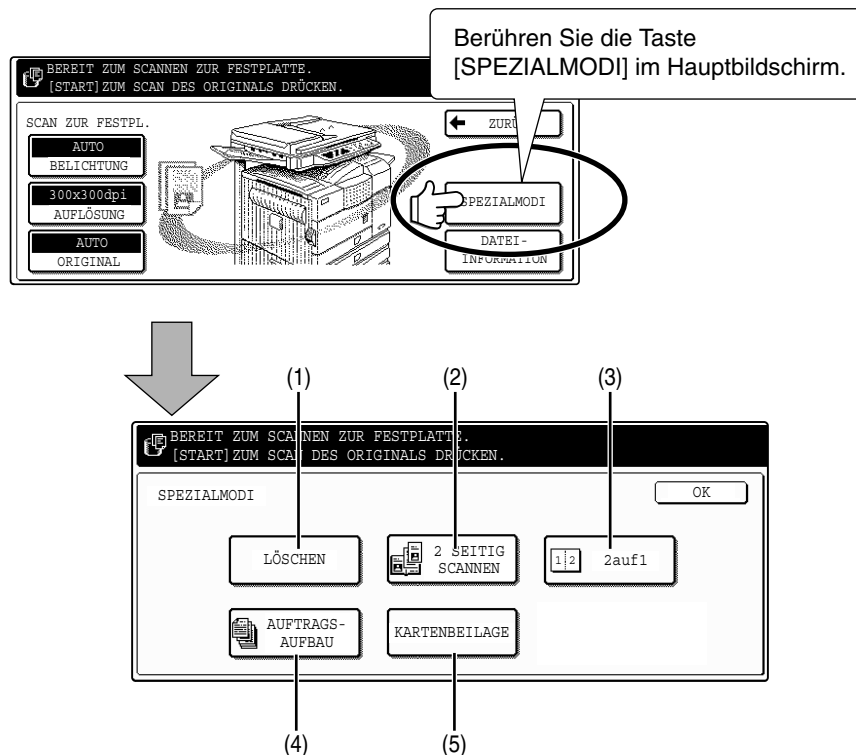 Berühren Sie die Taste
[SPEZIALMODI] im Hauptbildschirm.
BEREIT ZUM SCANNEN ZUR FESTPLATTE.
[START] ZUM SCAN DES ORIGINALS DRÜCKEN.
SCAN ZUR FESTPL.
AUTO
BELICHTUNG
300x300dpi
AUFLÖSUNG
AUTO
ORIGINAL
SPEZIALMODI
DATEI-
INFORMATION
(1)
(2)
(3)
BEREIT ZUM SCANNEN ZUR FESTPLATTE.
[START] ZUM SCAN DES ORIGINALS DRÜCKEN.
SPEZIALMODI
OK
LÖSCHEN
2 SEITIG
SCANNEN
1 2
2auf1
AUFTRAGS-
AUFBAU
KARTENBEILAGE
(4)
(5)